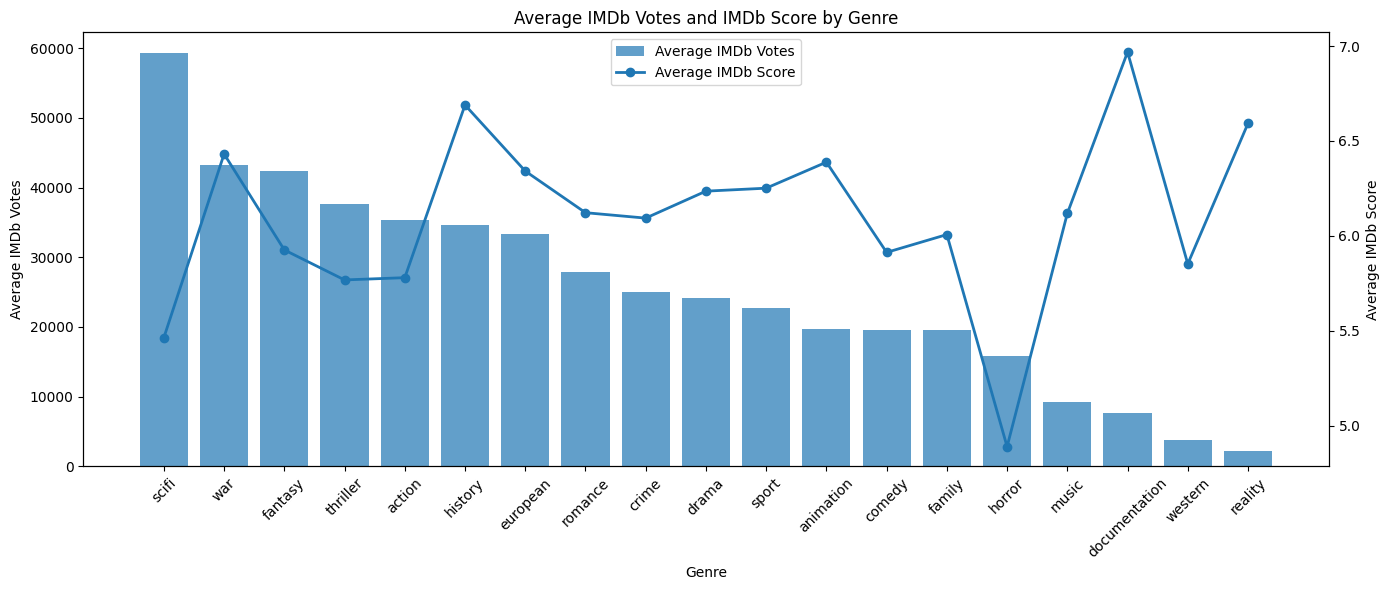 Average IMDb Votes and IMDb Score by Genre
Average IMDb Votes
Average IMDb Score
60000
50000
40000
30000
20000
10000
0
Average IMDb Votes
7.0
6.5
6.0
5.5
5.0
Average IMDb Score
scifi
war
fantasy
thriller
action
history
european
romance
crime
drama
sport
animation
comedy
family
horror
music
documentation
western
reality
Genre